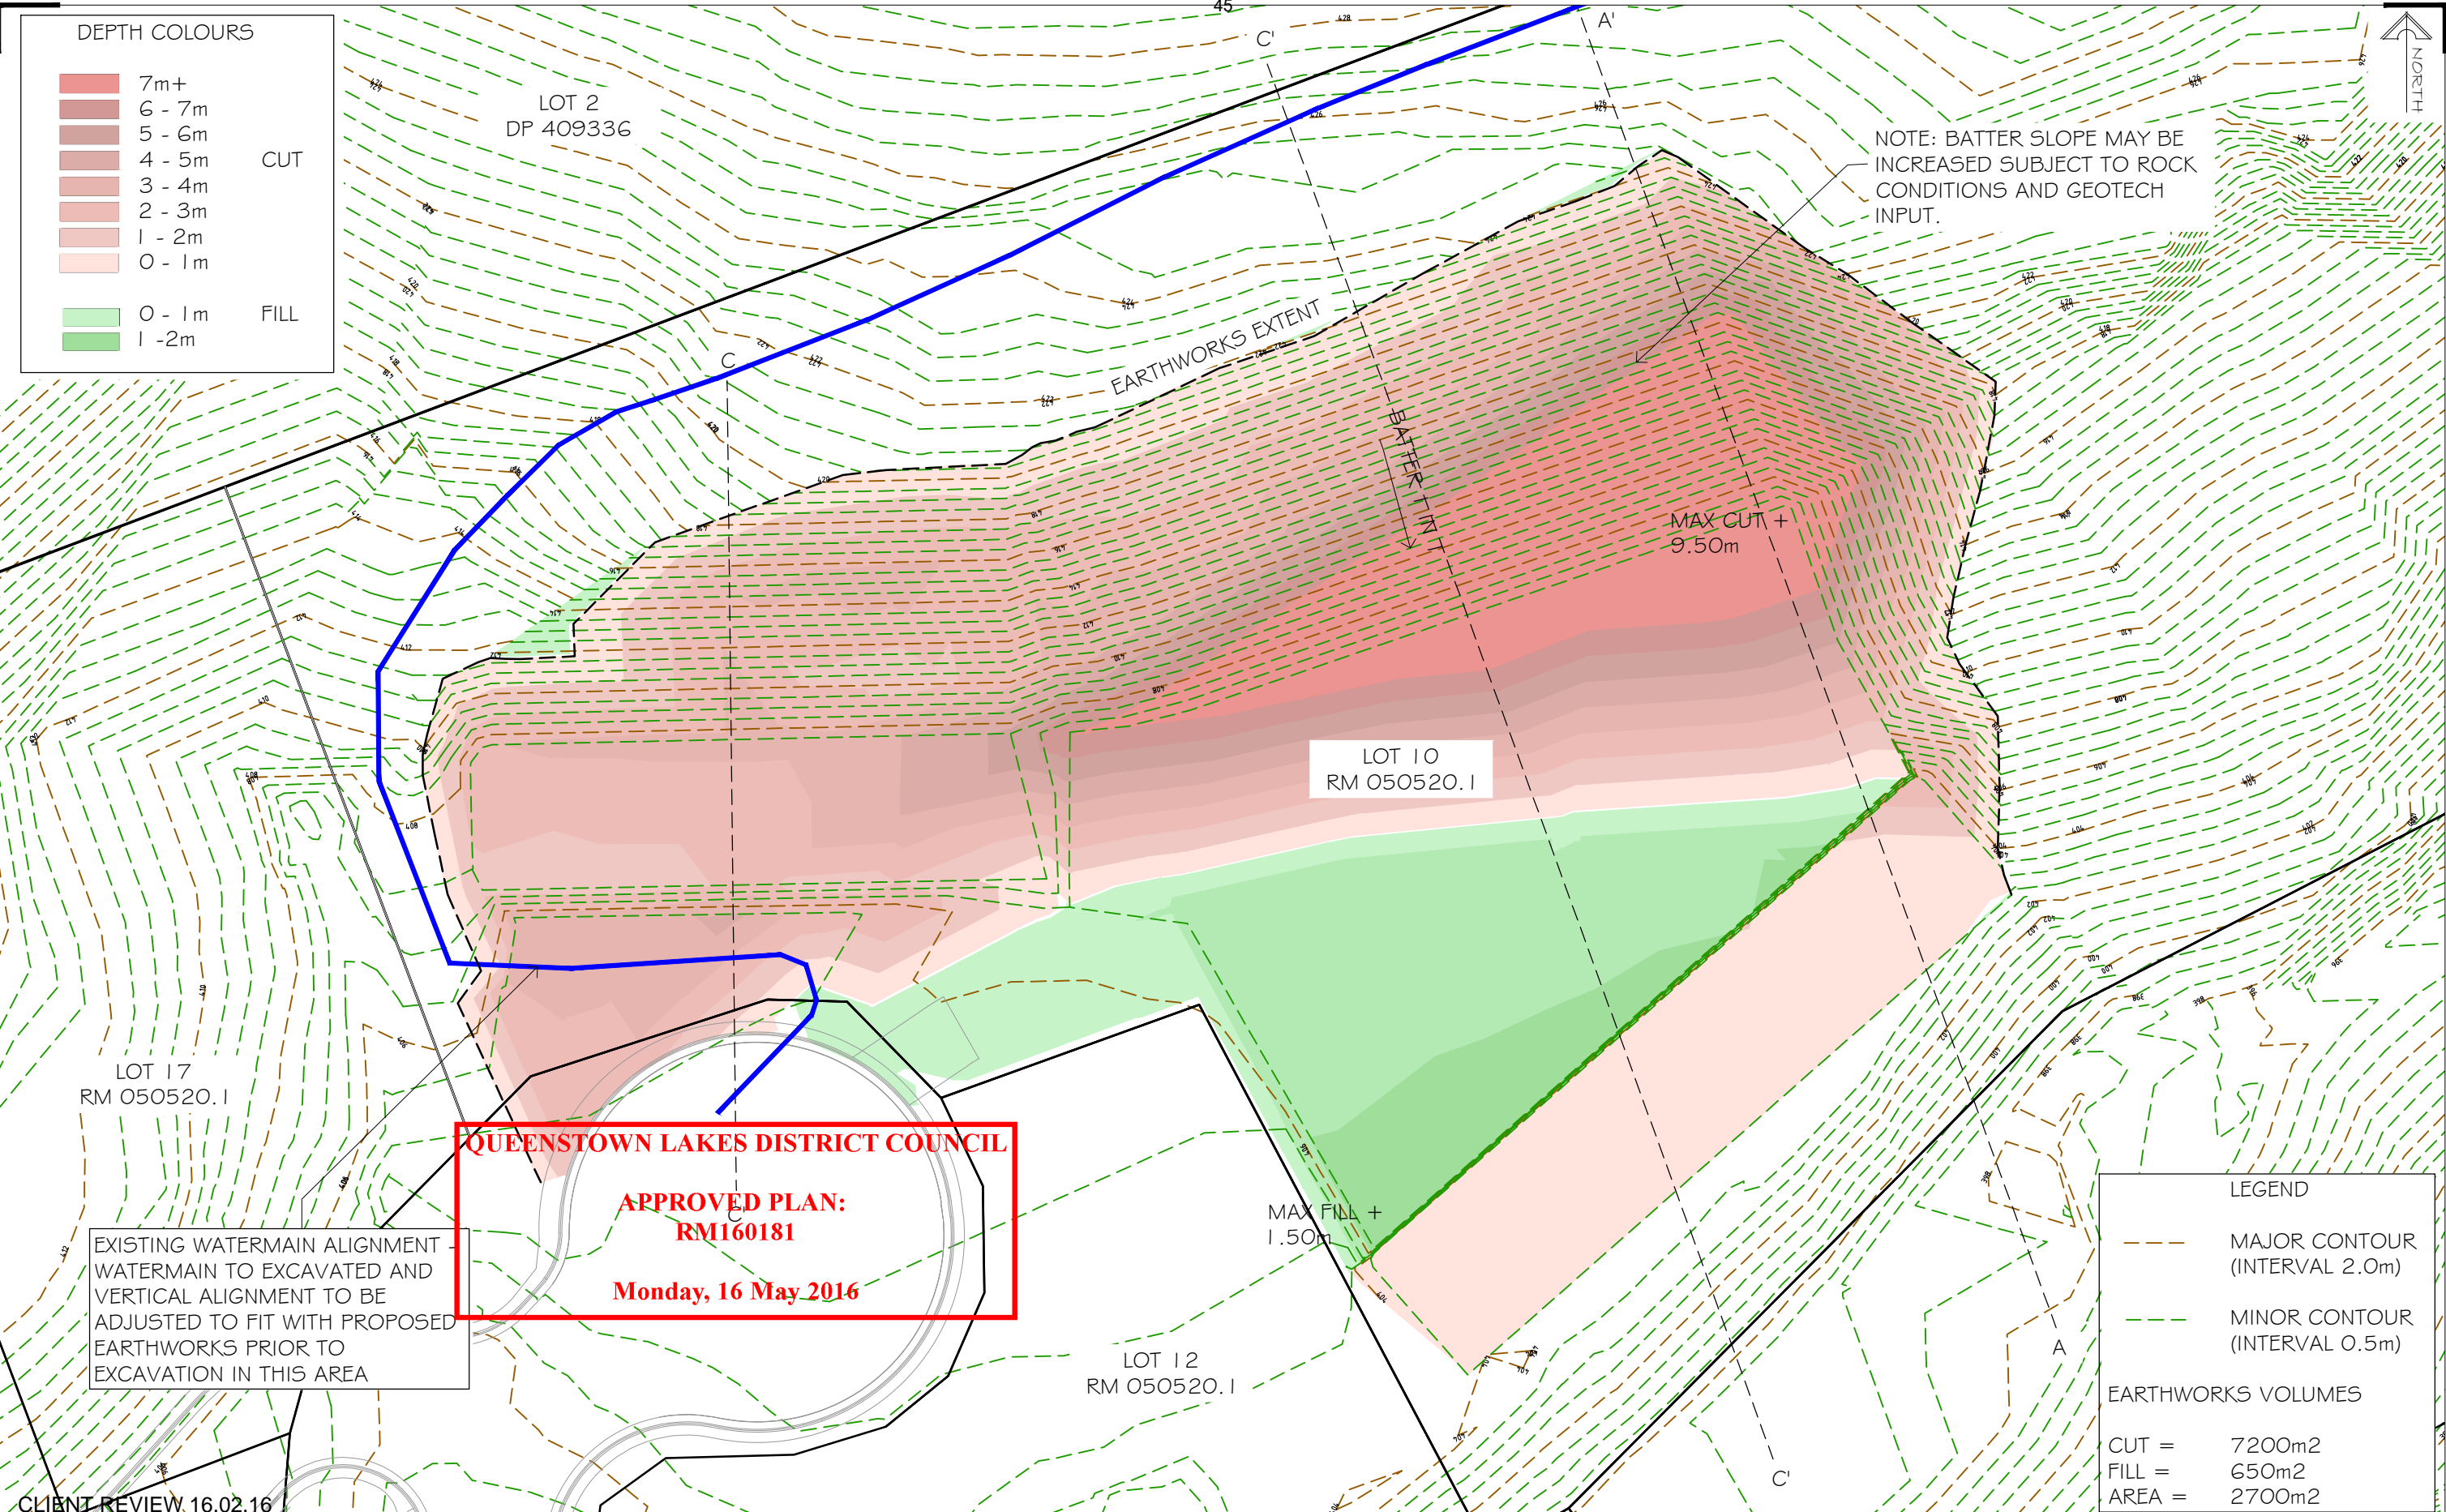 45
DEPTH COLOURS
7m+
6 - 7m
5 - 6m
4 - 5m CUT
3 - 4m
2 - 3m
1 - 2m
0 - 1m
0 - 1m FILL
1 -2m
LOT 2
DP 409336
C'
A'
NORTH
NOTE: BATTER SLOPE MAY BE
INCREASED SUBJECT TO ROCK
CONDITIONS AND GEOTECH
INPUT.
EARTHWORKS EXTENT
C
BATTER 1 IN 1
MAX CUT +
9.50m
LOT 10
RM 050520.1
LOT 17
RM 050520.1
QUEENSTOWN LAKES DISTRICT COUNCIL
APPROVED PLAN:
RM160181
Monday, 16 May 2016
C'
MAX FILL +
1.50m
EXISTING WATERMAIN ALIGNMENT -
WATERMAIN TO EXCAVATED AND
VERTICAL ALIGNMENT TO BE
ADJUSTED TO FIT WITH PROPOSED
EARTHWORKS PRIOR TO
EXCAVATION IN THIS AREA
LOT 12
RM 050520.1
A
C'
LEGEND
MAJOR CONTOUR
(INTERVAL 2.0m)
MINOR CONTOUR
(INTERVAL 0.5m)
EARTHWORKS VOLUMES
CUT = 7200m2
FILL = 650m2
AREA = 2700m2
CLIENT REVIEW 16.02.16